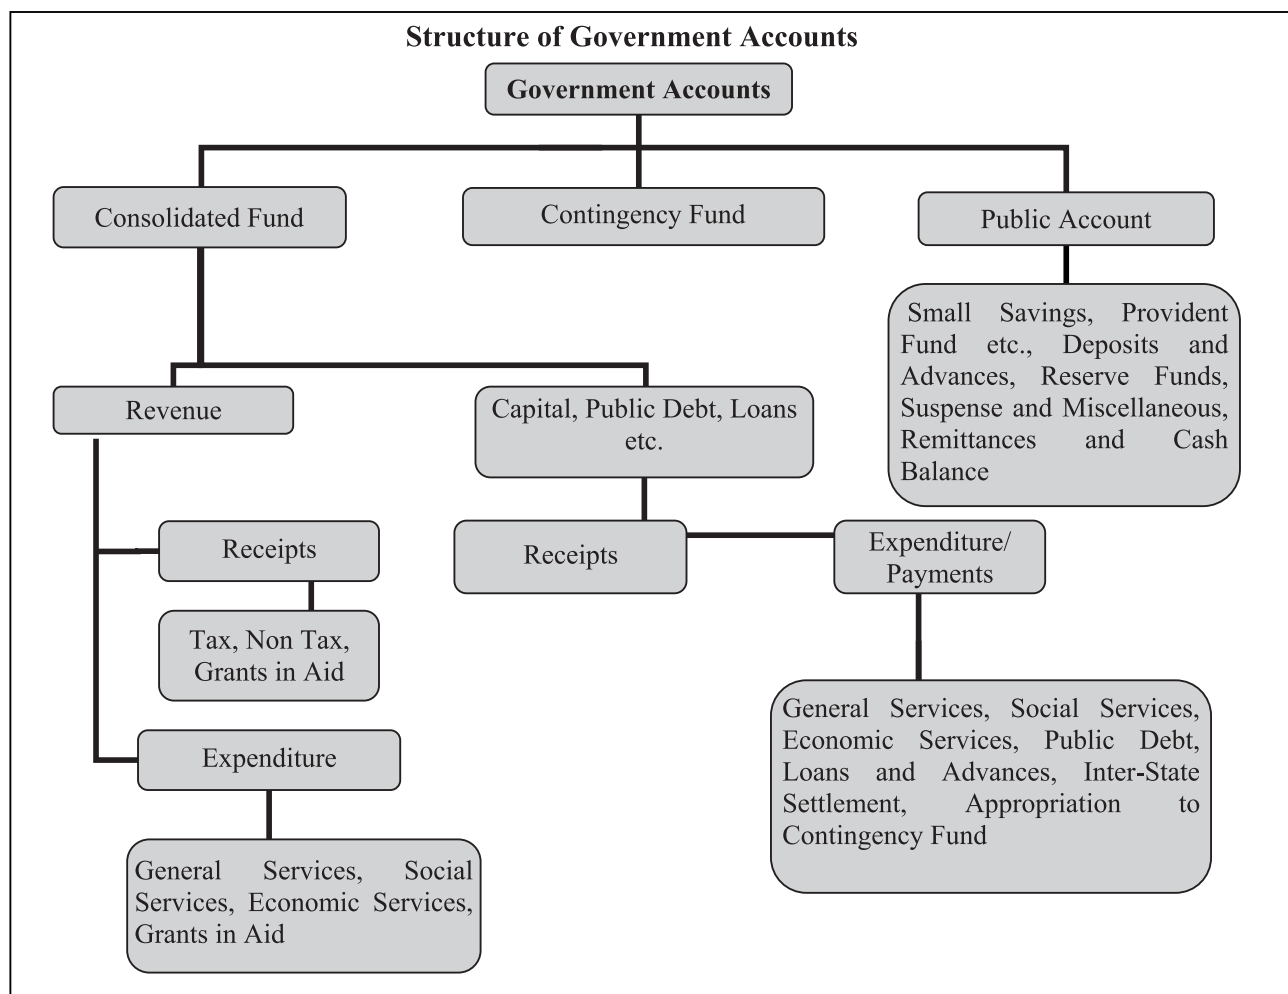 Structure of Government Accounts
Government Accounts
Consolidated Fund
Contingency Fund
Public Account
Small Savings, Provident
Fund etc., Deposits and
Advances, Reserve Funds,
Suspense and Miscellaneous,
Remittances and Cash
Balance
Revenue
Capital, Public Debt, Loans
etc.
Receipts
Tax, Non Tax,
Grants in Aid
Expenditure
General Services, Social
Services, Economic Services,
Grants in Aid
Receipts
Expenditure/
Payments
General Services, Social Services,
Economic Services, Public Debt,
Loans and Advances, Inter-State
Settlement, Appropriation to
Contingency Fund